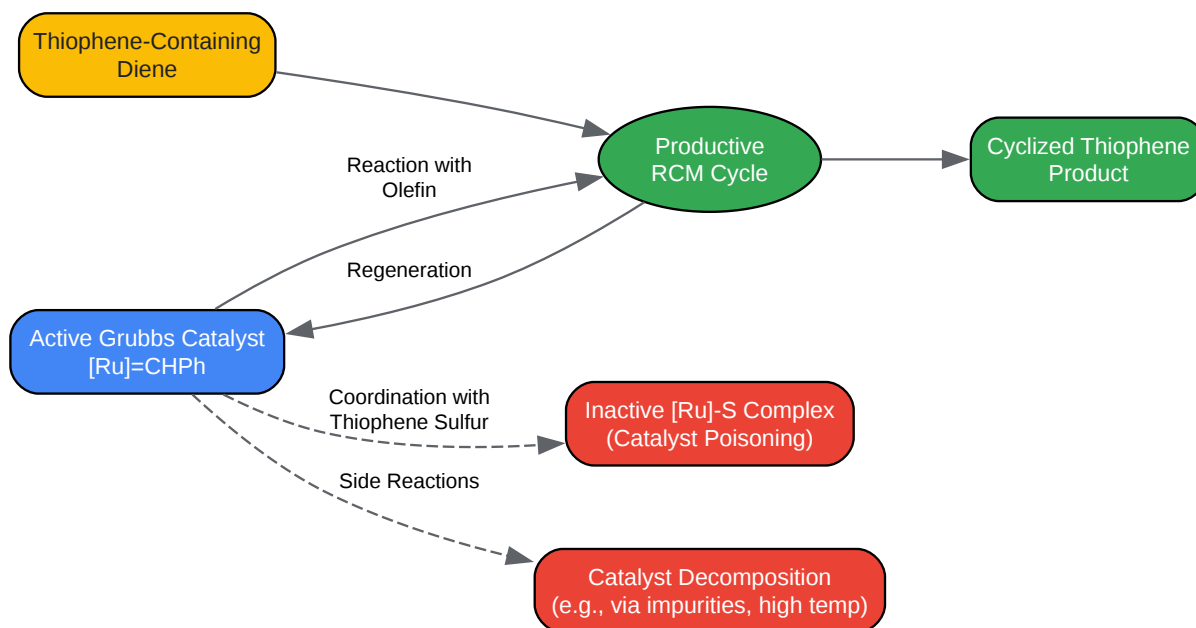 Thiophene-Containing
Diene
Productive
RCM Cycle
Cyclized Thiophene
Product
Reaction with
Olefin
Regeneration
Active Grubbs Catalyst
[Ru]=CHPh
Coordination with
Thiophene Sulfur
Inactive [Ru]-S Complex
(Catalyst Poisoning)
Side Reactions
Catalyst Decomposition
(e.g., via impurities, high temp)